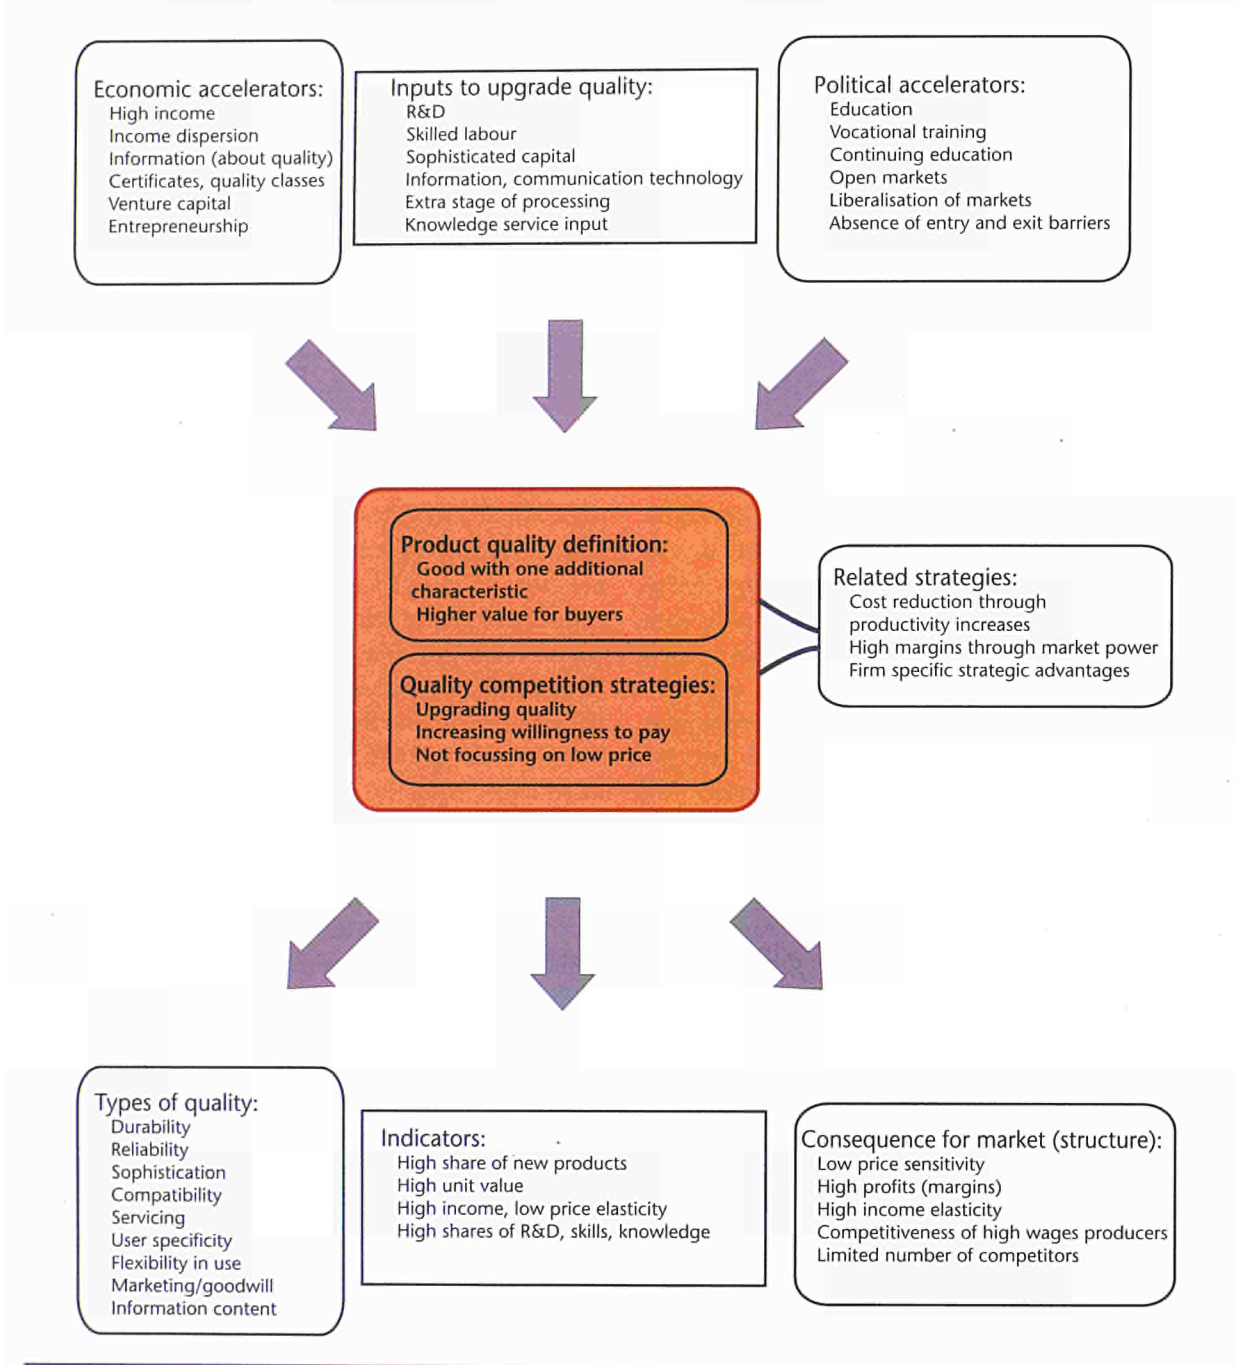 Economic accelerators:
High income
Income dispersion
Information (about quality)
Certificates, quality classes
Venture capital
Entrepreneurship
Inputs to upgrade quality:
R&D
Skilled labour
Sophisticated capital
Information, communication technology
Extra stage of processing
Knowledge service input
Political accelerators:
Education
Vocational training
Continuing education
Open markets
Liberalisation of markets
Absence of entry and exit barriers
Product quality definition:
Good with one additional
characteristic
Higher value for buyers
Quality competition strategies:
Upgrading quality
Increasing willingness to pay
Not focussing on low price
Related strategies:
Cost reduction through
productivity increases
High margins through market power
Firm specific strategic advantages
Types of quality:
Durability
Reliability
Sophistication
Compatibility
Servicing
User specificity
Flexibility in use
Marketing/goodwill
Information content
Indicators:
High share of new products
High unit value
High income, low price elasticity
High shares of R&D, skills, knowledge
Consequence for market (structure):
Low price sensitivity
High profits (margins)
High income elasticity
Competitiveness of high wages producers
Limited number of competitors